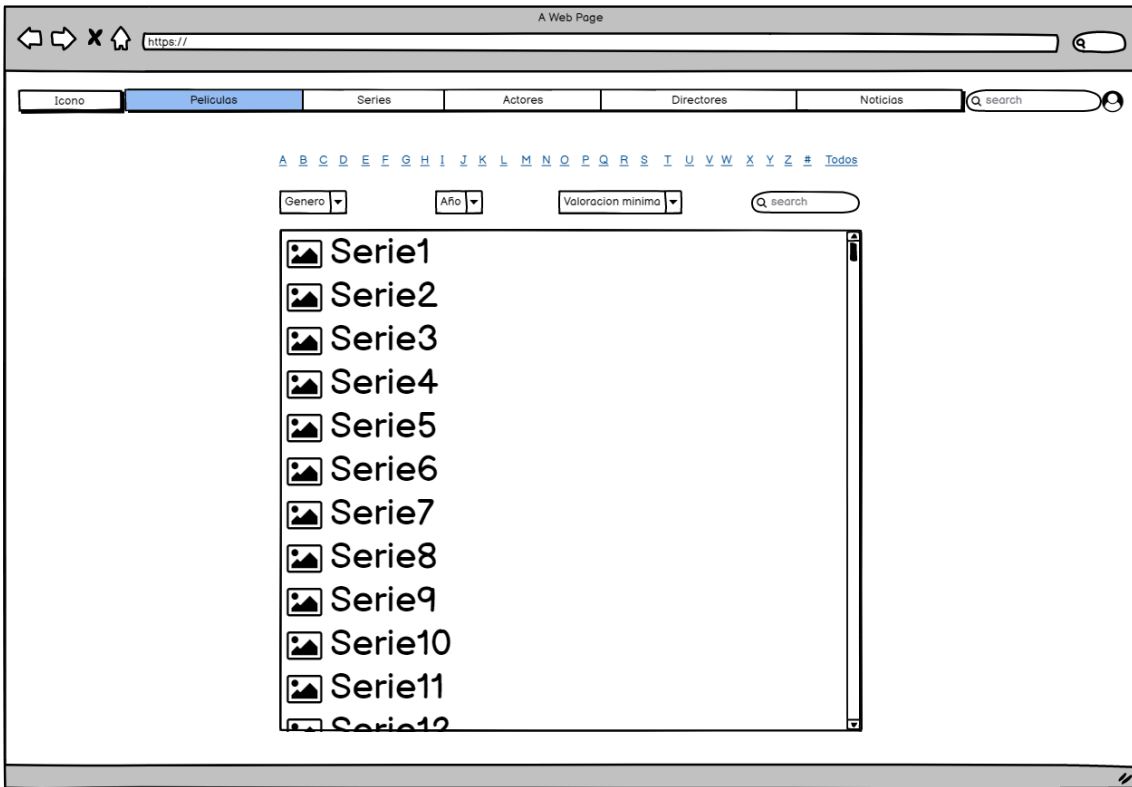 A Web Page
https://
Icono Peliculas Series Actores Directores Noticias search
A B C D E F G H I J K L M N O P Q R S T U V W X Y Z # Todos
Genero Año Valoracion minima search
Serie1
Serie2
Serie3
Serie4
Serie5
Serie6
Serie7
Serie8
Serie9
Serie10
Serie11
Serie12